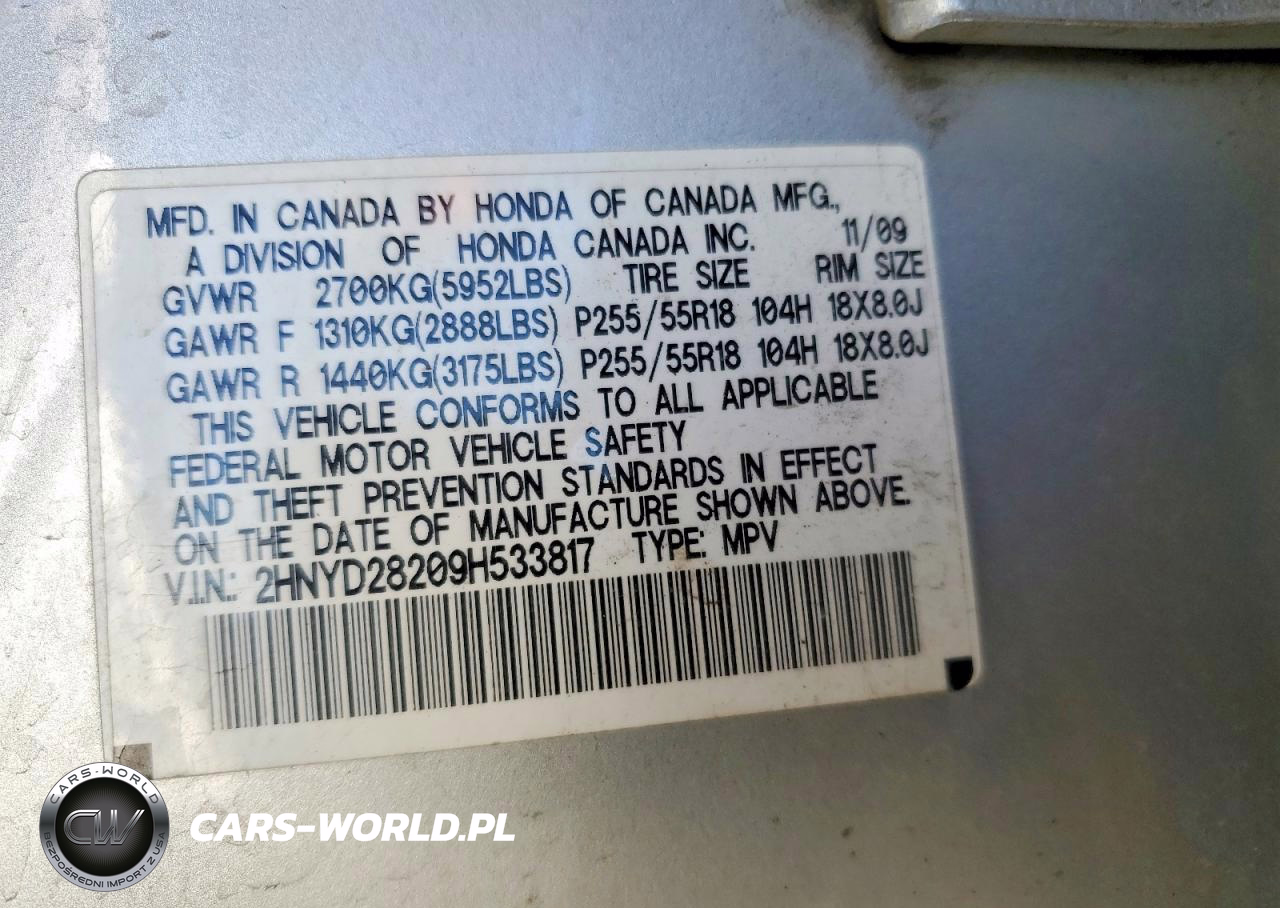 MFD. IN CANADA BY HONDA OF CANADA MFG.,
A DIVISION OF HONDA CANADA INC. 11/09
GVWR 2700KG(5952LBS) TIRE SIZE RIM SIZE
GAWR F 1310KG(2888LBS) P255/55R18 104H 18X8.0J
GAWR R 1440KG(3175LBS) P255/55R18 104H 18X8.0J
THIS VEHICLE CONFORMS TO ALL APPLICABLE
FEDERAL MOTOR VEHICLE SAFETY
AND THEFT PREVENTION STANDARDS IN EFFECT
ON THE DATE OF MANUFACTURE SHOWN ABOVE.
V.I.N.: 2HNYD28209H533817 TYPE: MPV
CARS-WORLD
CW
BEZPOŚREDNI IMPORT Z USA
CARS-WORLD.PL